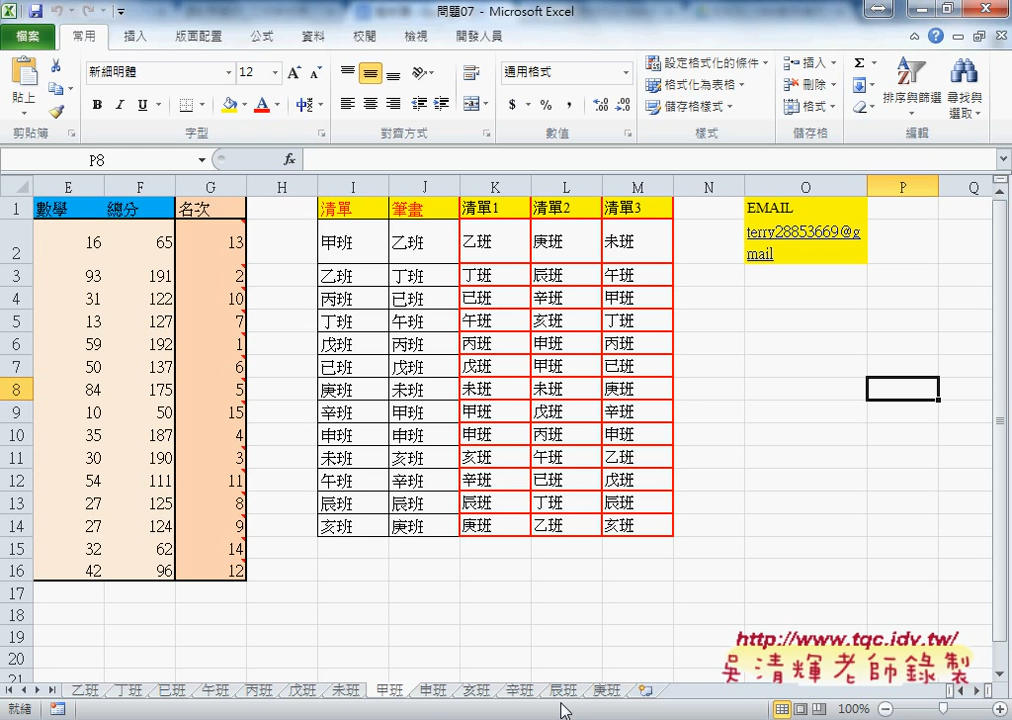 問題07 - Microsoft Excel
檔案 常用 插入 版面配置 公式 資料 校閱 檢視 開發人員
新細明體 12 通用格式 設定格式化的條件 插入 Σ
貼上 格式化為表格 刪除 排序與篩選 尋找與
B I U A 中 $ % , 儲存格樣式 格式 選取
剪貼簿 字型 對齊方式 數值 樣式 儲存格 編輯
P8 fx
E F G H I J K L M N O P Q
1 數學 總分 名次 清單 筆畫 清單1 清單2 清單3 EMAIL
2 16 65 13 甲班 乙班 乙班 庚班 未班 terry28853669@g
mail
3 93 191 2 乙班 丁班 丁班 辰班 午班
4 31 122 10 丙班 已班 已班 辛班 甲班
5 13 127 7 丁班 午班 午班 亥班 丁班
6 59 192 1 戊班 丙班 丙班 申班 丙班
7 50 137 6 已班 戊班 戊班 甲班 已班
8 84 175 5 庚班 未班 未班 未班 庚班
9 10 50 15 辛班 甲班 甲班 戊班 辛班
10 35 187 4 申班 申班 申班 丙班 申班
11 30 190 3 未班 亥班 亥班 午班 乙班
12 54 111 11 午班 辛班 辛班 已班 戊班
13 27 125 8 辰班 辰班 辰班 丁班 辰班
14 27 124 9 亥班 庚班 庚班 乙班 亥班
15 32 62 14
16 42 96 12
17
18
19
20
21
http://www.tqc.idv.tw/
吳清輝老師錄製
乙班 丁班 已班 午班 丙班 戊班 未班 甲班 申班 亥班 辛班 辰班 庚班
就緒 100%